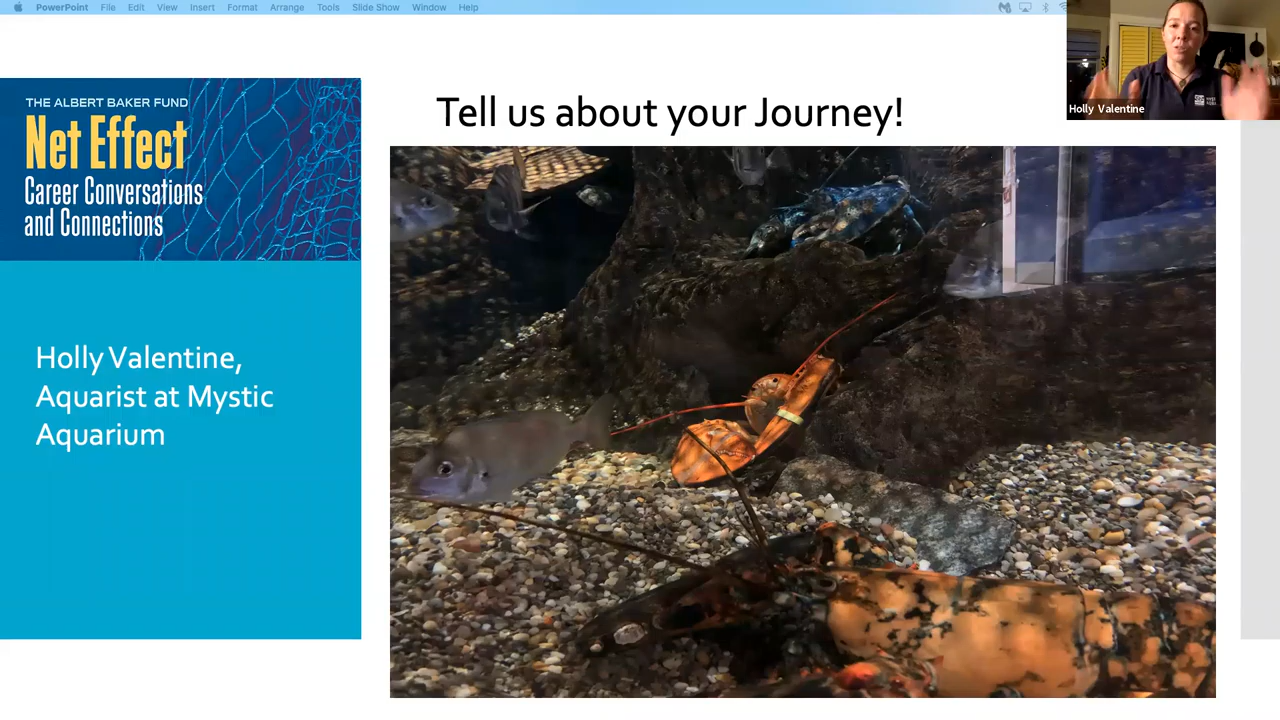 PowerPoint File Edit View Insert Format Arrange Tools Slide Show Window Help
THE ALBERT BAKER FUND
Net Effect
Career Conversations
and Connections
Tell us about your Journey!
Holly Valentine
Holly Valentine,
Aquarist at Mystic
Aquarium